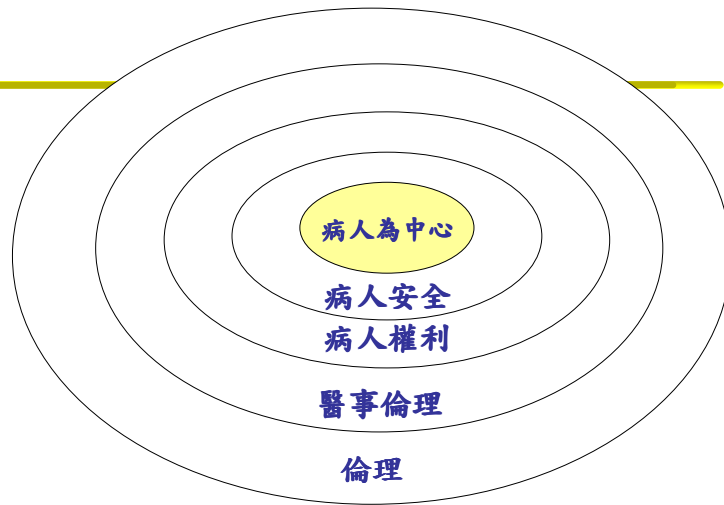 病人為中心
病人安全
病人權利
醫事倫理
倫理